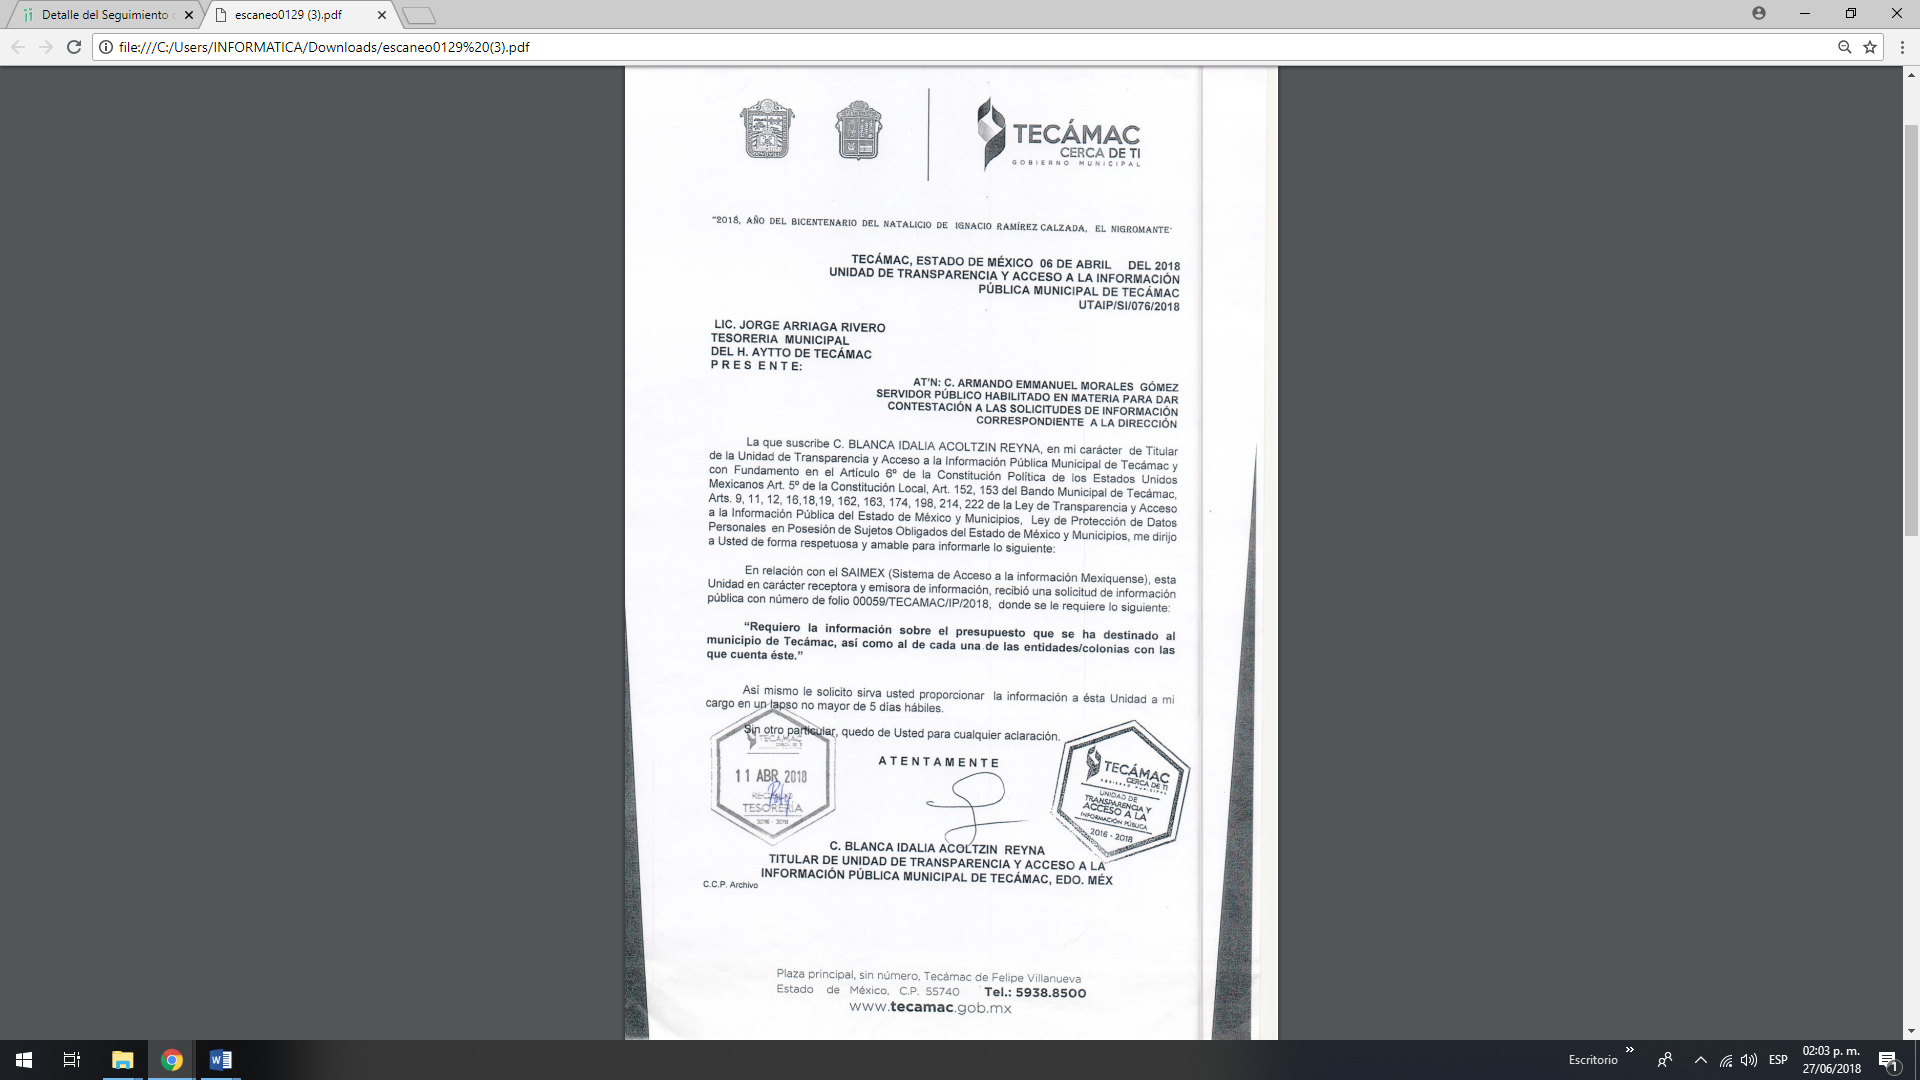 Detalle del Seguimiento
escaneo0129 (3).pdf
file:///C:/Users/INFORMATICA/Downloads/escaneo0129%20(3).pdf
TECÁMAC
CERCA DE TI
GOBIERNO MUNICIPAL
"2018, AÑO DEL BICENTENARIO DEL NATALICIO DE IGNACIO RAMÍREZ CALZADA, EL NIGROMANTE"
TECÁMAC, ESTADO DE MÉXICO 06 DE ABRIL DEL 2018
UNIDAD DE TRANSPARENCIA Y ACCESO A LA INFORMACIÓN
PÚBLICA MUNICIPAL DE TECÁMAC
UTAIP/SI/076/2018
LIC. JORGE ARRIAGA RIVERO
TESORERIA MUNICIPAL
DEL H. AYTTO DE TECÁMAC
P R E S E N T E:
AT'N: C. ARMANDO EMMANUEL MORALES GÓMEZ
SERVIDOR PÚBLICO HABILITADO EN MATERIA PARA DAR
CONTESTACIÓN A LAS SOLICITUDES DE INFORMACIÓN
CORRESPONDIENTE A LA DIRECCIÓN
La que suscribe C. BLANCA IDALIA ACOLTZIN REYNA, en mi carácter de Titular
de la Unidad de Transparencia y Acceso a la Información Pública Municipal de Tecámac y
con Fundamento en el Artículo 6º de la Constitución Política de los Estados Unidos
Mexicanos Art. 5º de la Constitución Local, Art. 152, 153 del Bando Municipal de Tecámac,
Arts. 9, 11, 12, 16,18,19, 162, 163, 174, 198, 214, 222 de la Ley de Transparencia y Acceso
a la Información Pública del Estado de México y Municipios, Ley de Protección de Datos
Personales en Posesión de Sujetos Obligados del Estado de México y Municipios, me dirijo
a Usted de forma respetuosa y amable para informarle lo siguiente:
En relación con el SAIMEX (Sistema de Acceso a la información Mexiquense), esta
Unidad en carácter receptora y emisora de información, recibió una solicitud de información
pública con número de folio 00059/TECAMAC/IP/2018, donde se le requiere lo siguiente:
“Requiero la información sobre el presupuesto que se ha destinado al
municipio de Tecámac, así como al de cada una de las entidades/colonias con las
que cuenta éste.”
Así mismo le solicito sirva usted proporcionar la información a ésta Unidad a mi
cargo en un lapso no mayor de 5 días hábiles.
Sin otro particular, quedo de Usted para cualquier aclaración.
A T E N T A M E N T E
TECÁMAC
CERCA DE TI
11 ABR 2018
RECIBIDO
TESORERIA
2016 - 2018
TECÁMAC
CERCA DE TI
GOBIERNO MUNICIPAL
UNIDAD DE
TRANSPARENCIA Y
ACCESO A LA
INFORMACIÓN PÚBLICA
2016 - 2018
C. BLANCA IDALIA ACOLTZIN REYNA
TITULAR DE UNIDAD DE TRANSPARENCIA Y ACCESO A LA
INFORMACIÓN PÚBLICA MUNICIPAL DE TECÁMAC, EDO. MÉX
C.C.P. Archivo
Plaza principal, sin número, Tecámac de Felipe Villanueva
Estado de México, C.P. 55740 Tel.: 5938.8500
www.tecamac.gob.mx
Escritorio
ESP
02:03 p. m.
27/06/2018
1